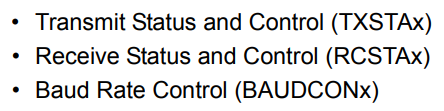 • Transmit Status and Control (TXSTAx)
• Receive Status and Control (RCSTAx)
• Baud Rate Control (BAUDCONx)